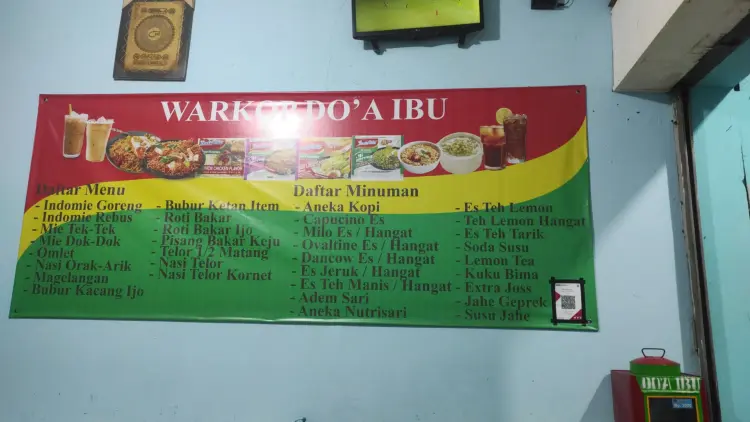 WARKOP DO'A IBU
Daftar Menu
- Indomie Goreng
- Indomie Rebus
- Mie Tek-Tek
- Mie Dok-Dok
- Omlet
- Nasi Orak-Arik
- Magelangan
- Bubur Kacang Ijo
- Bubur Ketan Item
- Roti Bakar
- Roti Bakar Ijo
- Pisang Bakar Keju
- Telor 1/2 Matang
- Nasi Telor
- Nasi Telor Kornet
Daftar Minuman
- Aneka Kopi
- Capucino Es
- Milo Es / Hangat
- Ovaltine Es / Hangat
- Dancow Es / Hangat
- Es Jeruk / Hangat
- Es Teh Manis / Hangat
- Adem Sari
- Aneka Nutrisari
- Es Teh Lemon
Teh Lemon Hangat
- Es Teh Tarik
- Soda Susu
- Lemon Tea
- Kuku Bima
- Extra Joss
- Jahe Geprek
- Susu Jahe
DOA IBU